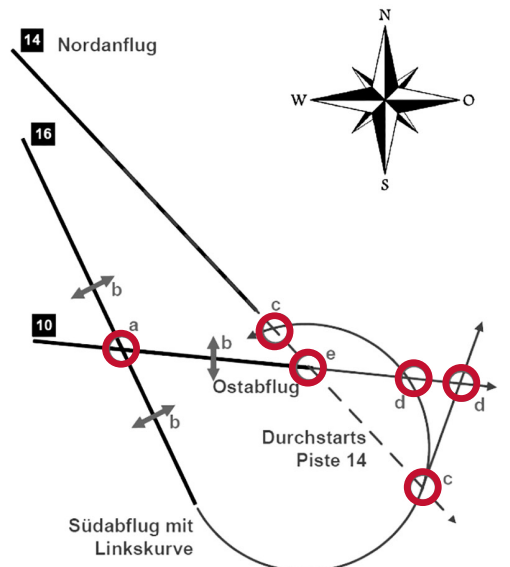 N
14
Nordanflug
W
O
16
S
b
c
10
a
b
e
Ostabflug
d
d
b
Durchstarts
Piste 14
c
Südabflug mit
Linkskurve